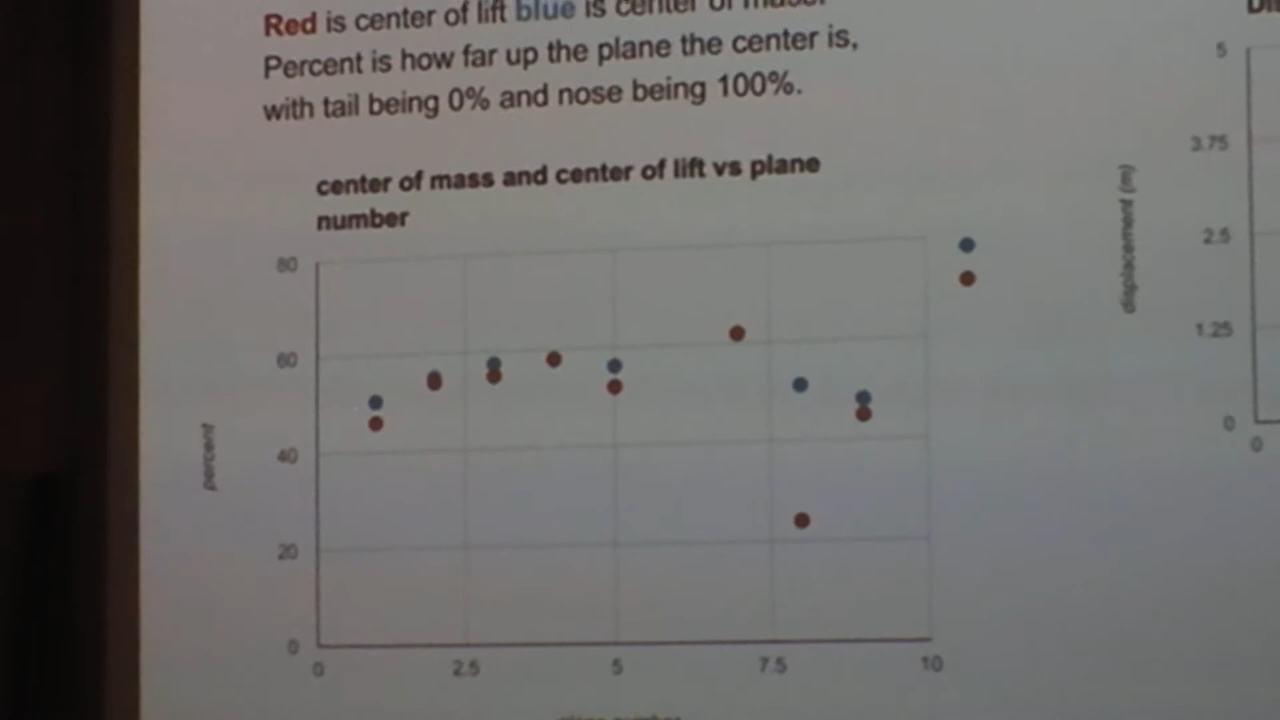 Red is center of lift blue is center of mass.
Percent is how far up the plane the center is,
with tail being 0% and nose being 100%.
center of mass and center of lift vs plane
number
80
60
40
20
0
percent
0 2.5 5 7.5 10
5
3.75
2.5
1.25
0
displacement (m)
0